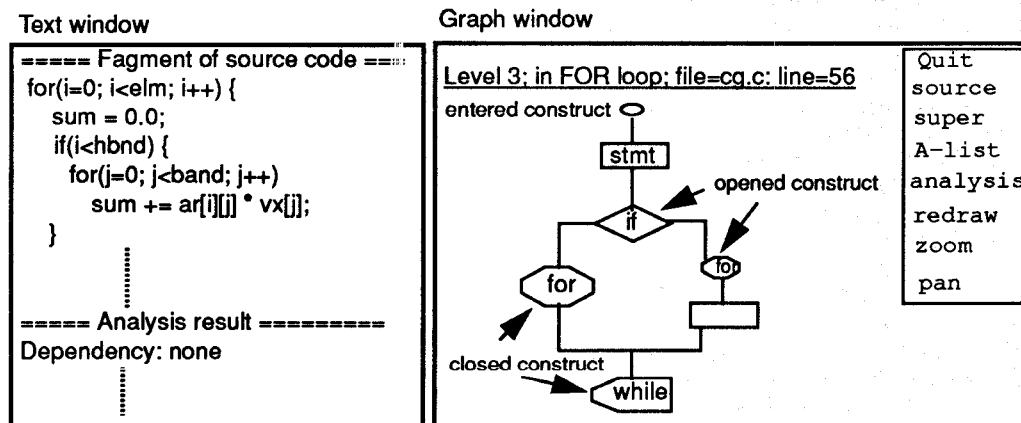 Text window
===== Fagment of source code ====
for(i=0; i<elm; i++) {
sum = 0.0;
if(i<hbnd) {
for(j=0; j<band; j++)
sum += ar[i][j] * vx[j];
}
===== Analysis result =========
Dependency: none
Graph window
Level 3; in FOR loop; file=cg.c: line=56
entered construct
stmt
opened construct
if
for
for
closed construct
while
Quit
source
super
A-list
analysis
redraw
zoom
pan